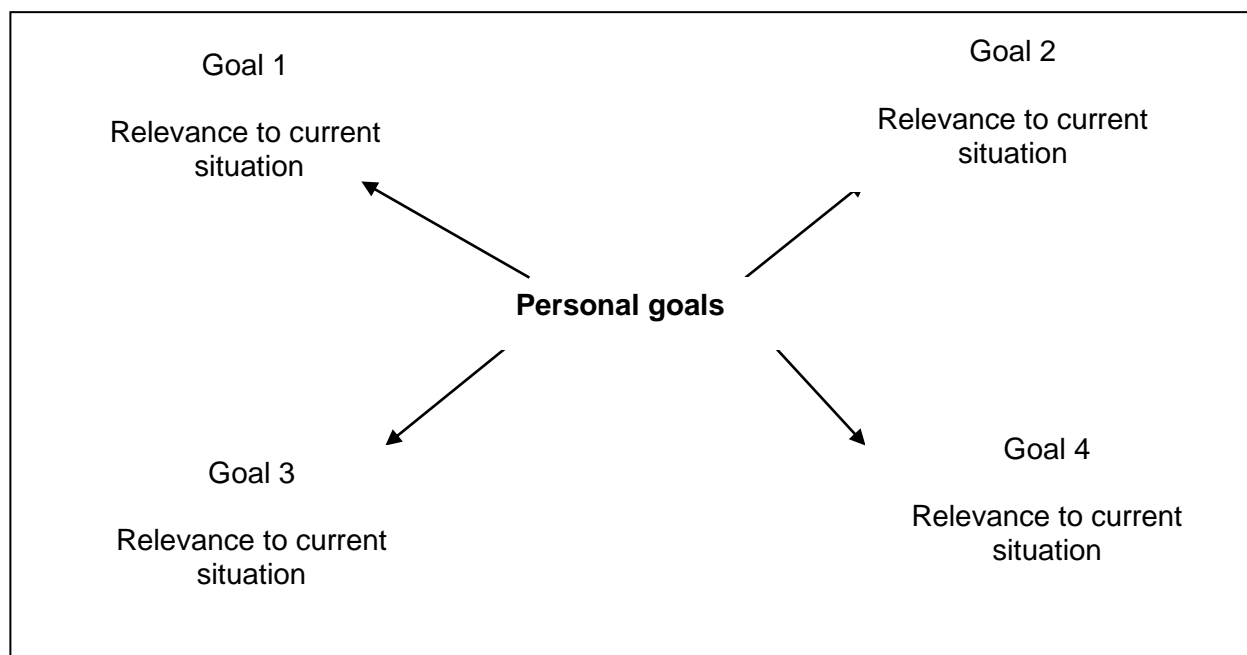 Goal 1
Relevance to current
situation
Goal 2
Relevance to current
situation
Personal goals
Goal 3
Relevance to current
situation
Goal 4
Relevance to current
situation